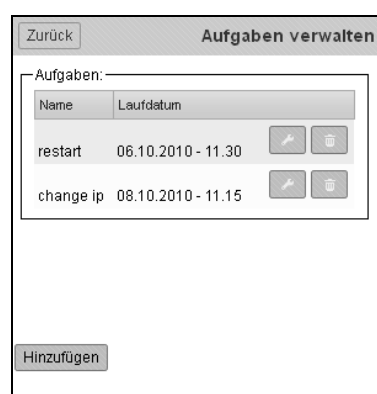 Zurück Aufgaben verwalten
Aufgaben:
Name Laufdatum
restart 06.10.2010 - 11.30
change ip 08.10.2010 - 11.15
Hinzufügen